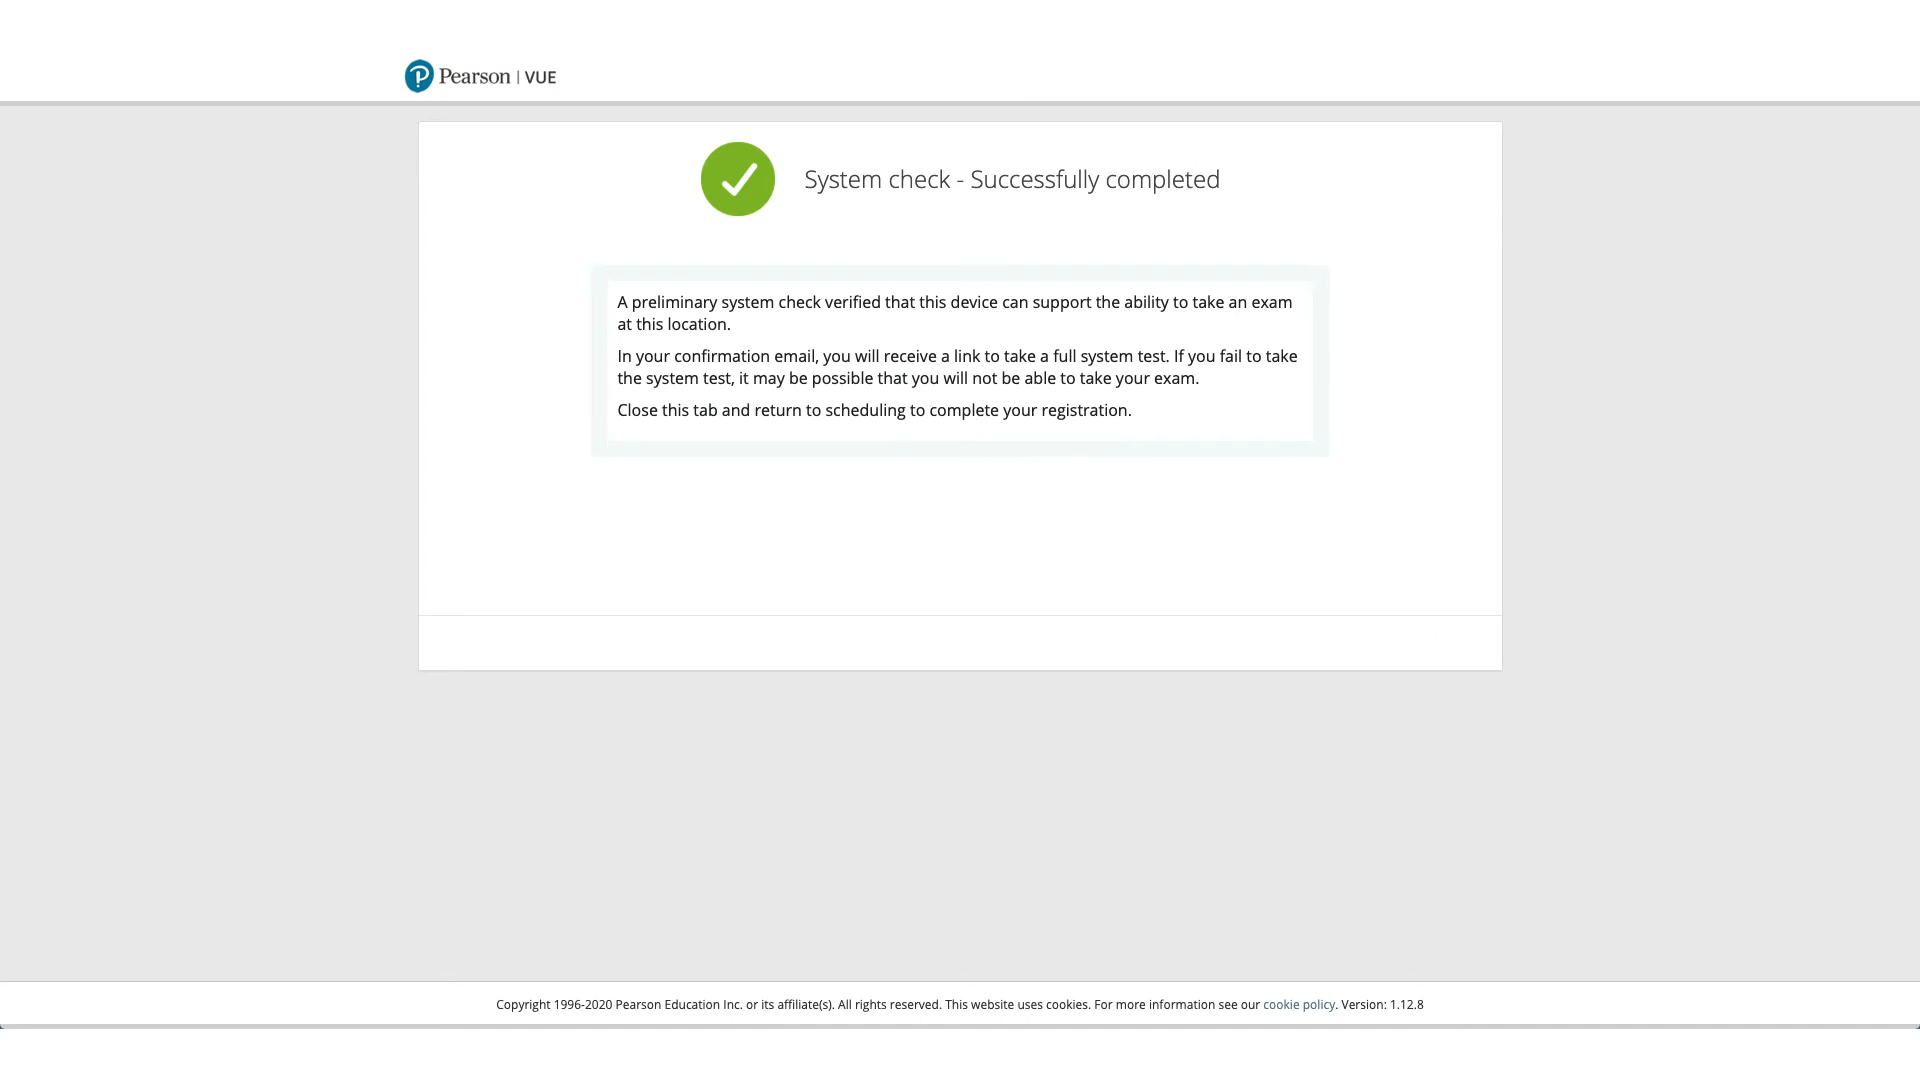 Pearson | VUE
System check - Successfully completed
A preliminary system check verified that this device can support the ability to take an exam
at this location.
In your confirmation email, you will receive a link to take a full system test. If you fail to take
the system test, it may be possible that you will not be able to take your exam.
Close this tab and return to scheduling to complete your registration.
Copyright 1996-2020 Pearson Education Inc. or its affiliate(s). All rights reserved. This website uses cookies. For more information see our cookie policy. Version: 1.12.8